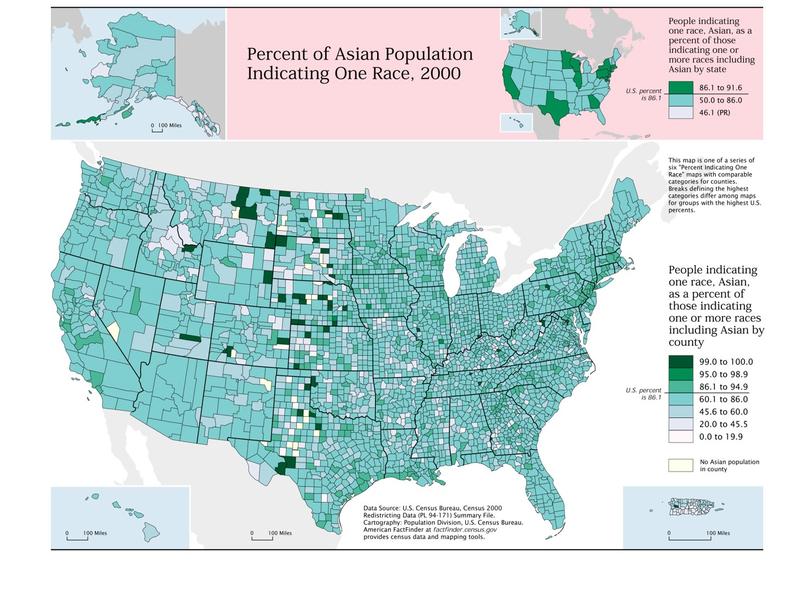 Percent of Asian Population
Indicating One Race, 2000
0 100 Miles
People indicating
one race, Asian, as a
percent of those
indicating one or
more races including
Asian by state
U.S. percent
is 86.1
86.1 to 91.6
50.0 to 86.0
46.1 (PR)
This map is one of a series of
six "Percent Indicating One
Race" maps with comparable
categories for counties.
Breaks defining the highest
categories differ among maps
for groups with the highest U.S.
percents.
People indicating
one race, Asian,
as a percent of
those indicating
one or more races
including Asian by
county
99.0 to 100.0
95.0 to 98.9
86.1 to 94.9
U.S. percent
is 86.1
60.1 to 86.0
45.6 to 60.0
20.0 to 45.5
0.0 to 19.9
No Asian population
in county
Data Source: U.S. Census Bureau, Census 2000
Redistricting Data (PL 94-171) Summary File.
Cartography: Population Division, U.S. Census Bureau.
American FactFinder at factfinder.census.gov
provides census data and mapping tools.
0 100 Miles
0 100 Miles
0 100 Miles